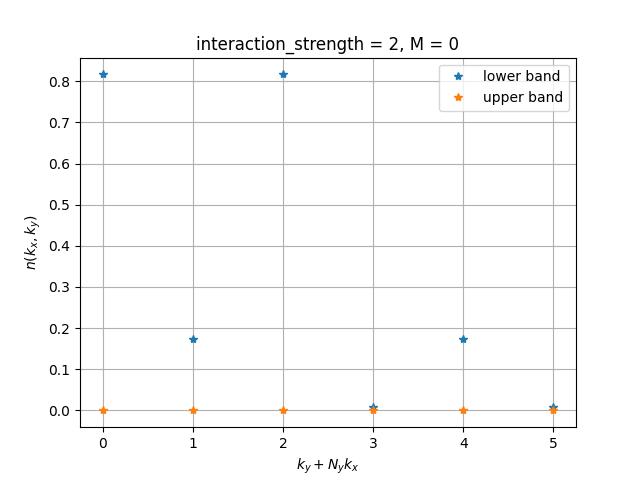 interaction_strength = 2, M = 0
lower band
upper band
0.8
0.7
0.6
0.5
0.4
0.3
0.2
0.1
0.0
n(kx, ky)
0 1 2 3 4 5
ky + Nykx